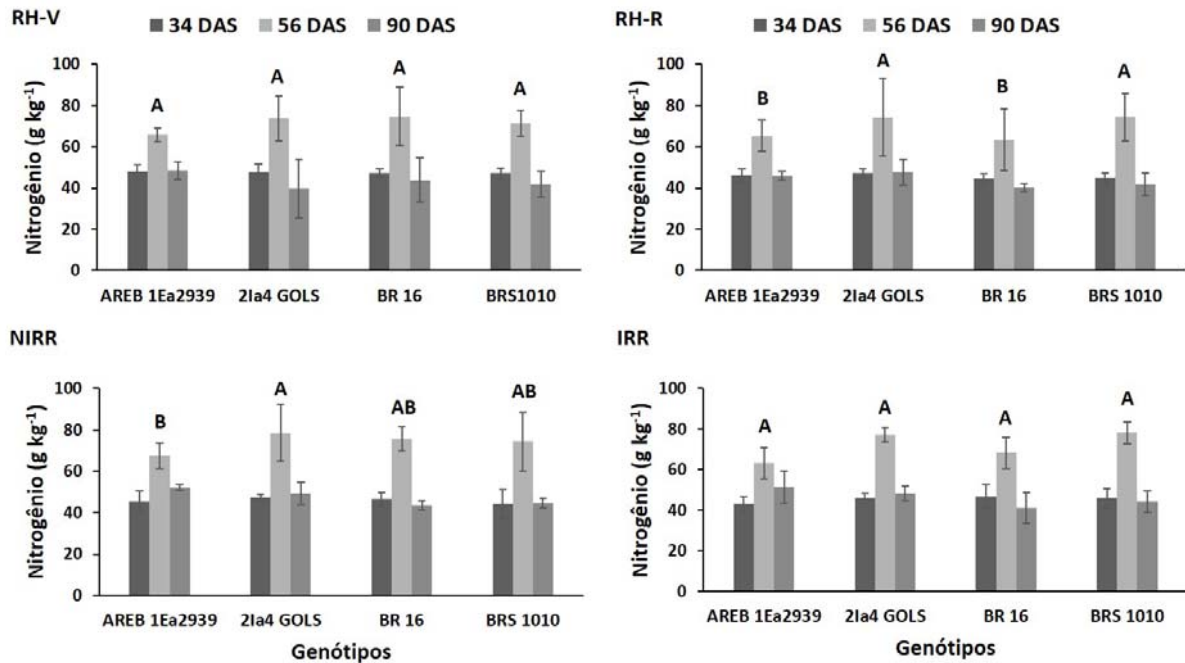 RH-V
34 DAS 56 DAS 90 DAS
Nitrogênio (g kg⁻¹)
100
80
60
40
20
0
A A A A
AREB 1Ea2939 2Ia4 GOLS BR 16 BRS1010
RH-R
34 DAS 56 DAS 90 DAS
Nitrogênio (g kg⁻¹)
100
80
60
40
20
0
B A B A
AREB 1Ea2939 2Ia4 GOLS BR 16 BRS 1010
NIRR
Nitrogênio (g kg⁻¹)
100
80
60
40
20
0
B A AB AB
AREB 1Ea2939 2Ia4 GOLS BR 16 BRS 1010
Genótipos
IRR
Nitrogênio (g kg⁻¹)
100
80
60
40
20
0
A A A A
AREB 1Ea2939 2Ia4 GOLS BR 16 BRS 1010
Genótipos